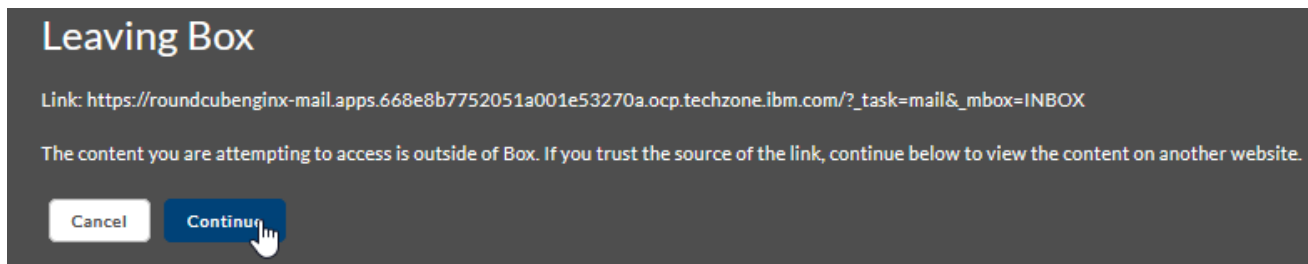 Leaving Box
Link: https://roundcubenginx-mail.apps.668e8b7752051a001e53270a.ocp.techzone.ibm.com/?_task=mail&_mbox=INBOX
The content you are attempting to access is outside of Box. If you trust the source of the link, continue below to view the content on another website.
Cancel Continue